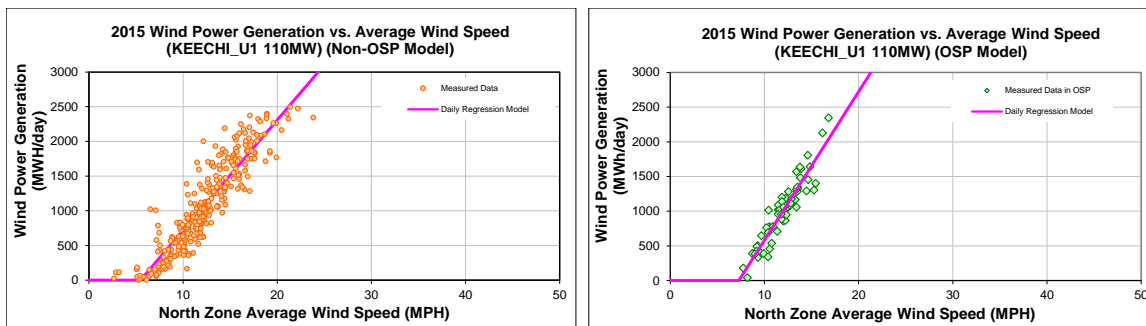 2015 Wind Power Generation vs. Average Wind Speed
(KEECHI_U1 110MW) (Non-OSP Model)
Wind Power Generation
(MWH/day)
3000
2500
2000
1500
1000
500
0
Measured Data
Daily Regression Model
0 10 20 30 40 50
North Zone Average Wind Speed (MPH)
2015 Wind Power Generation vs. Average Wind Speed
(KEECHI_U1 110MW) (OSP Model)
Wind Power Generation
(MWh/day)
3000
2500
2000
1500
1000
500
0
Measured Data in OSP
Daily Regression Model
0 10 20 30 40 50
North Zone Average Wind Speed (MPH)